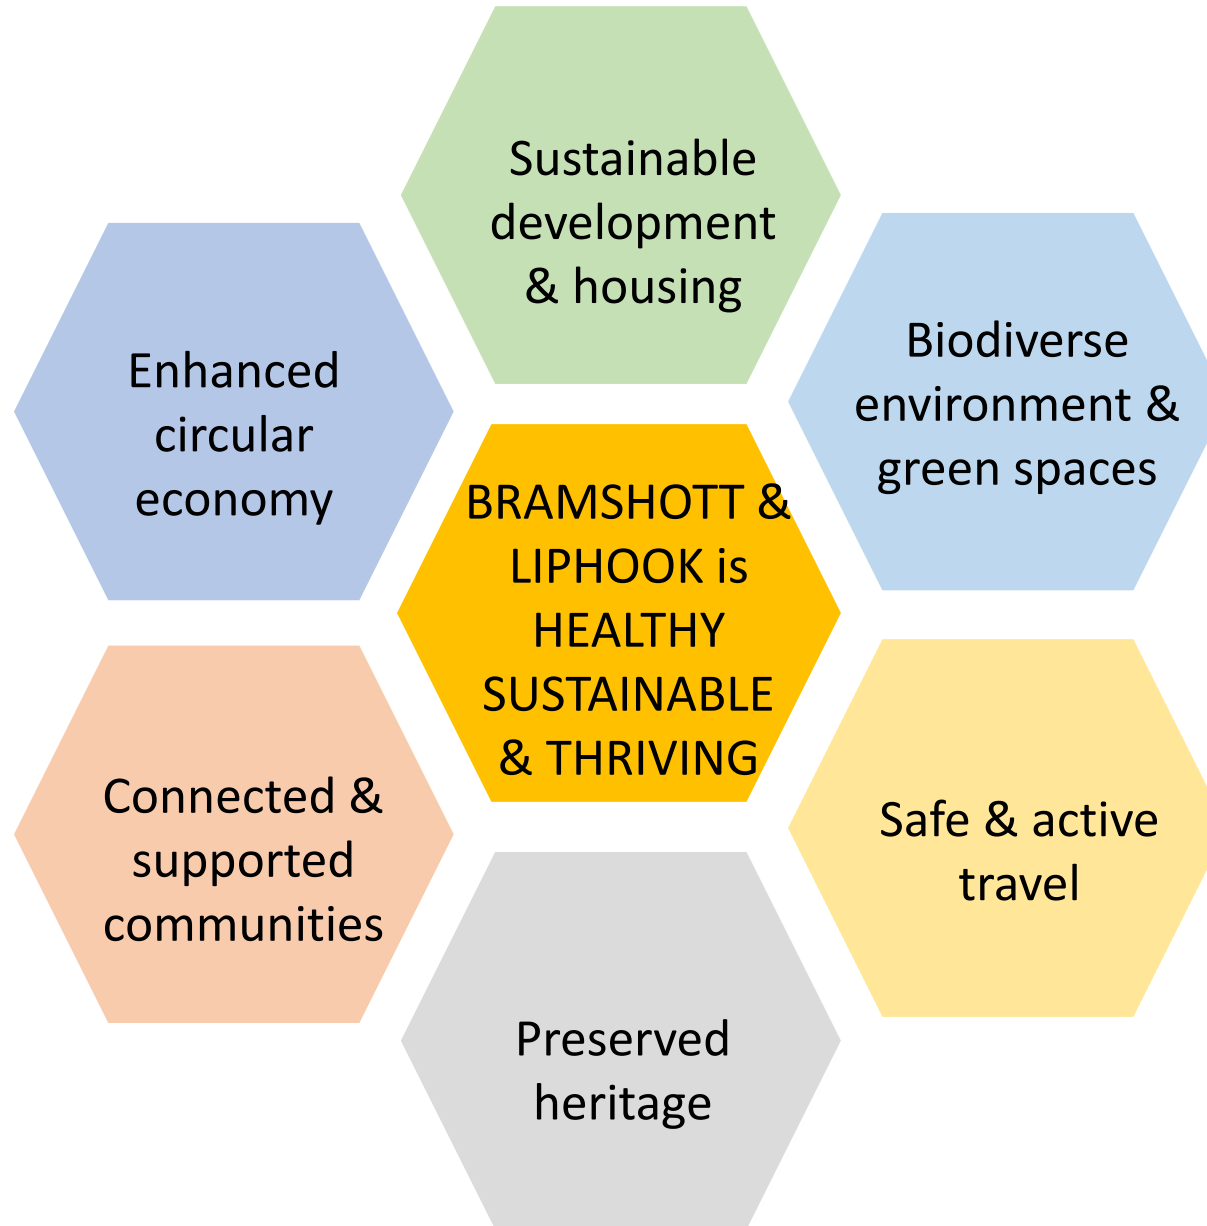 Sustainable
development
& housing
Biodiverse
environment &
green spaces
Enhanced
circular
economy
BRAMSHOTT &
LIPHOOK is
HEALTHY
SUSTAINABLE
& THRIVING
Connected &
supported
communities
Safe & active
travel
Preserved
heritage